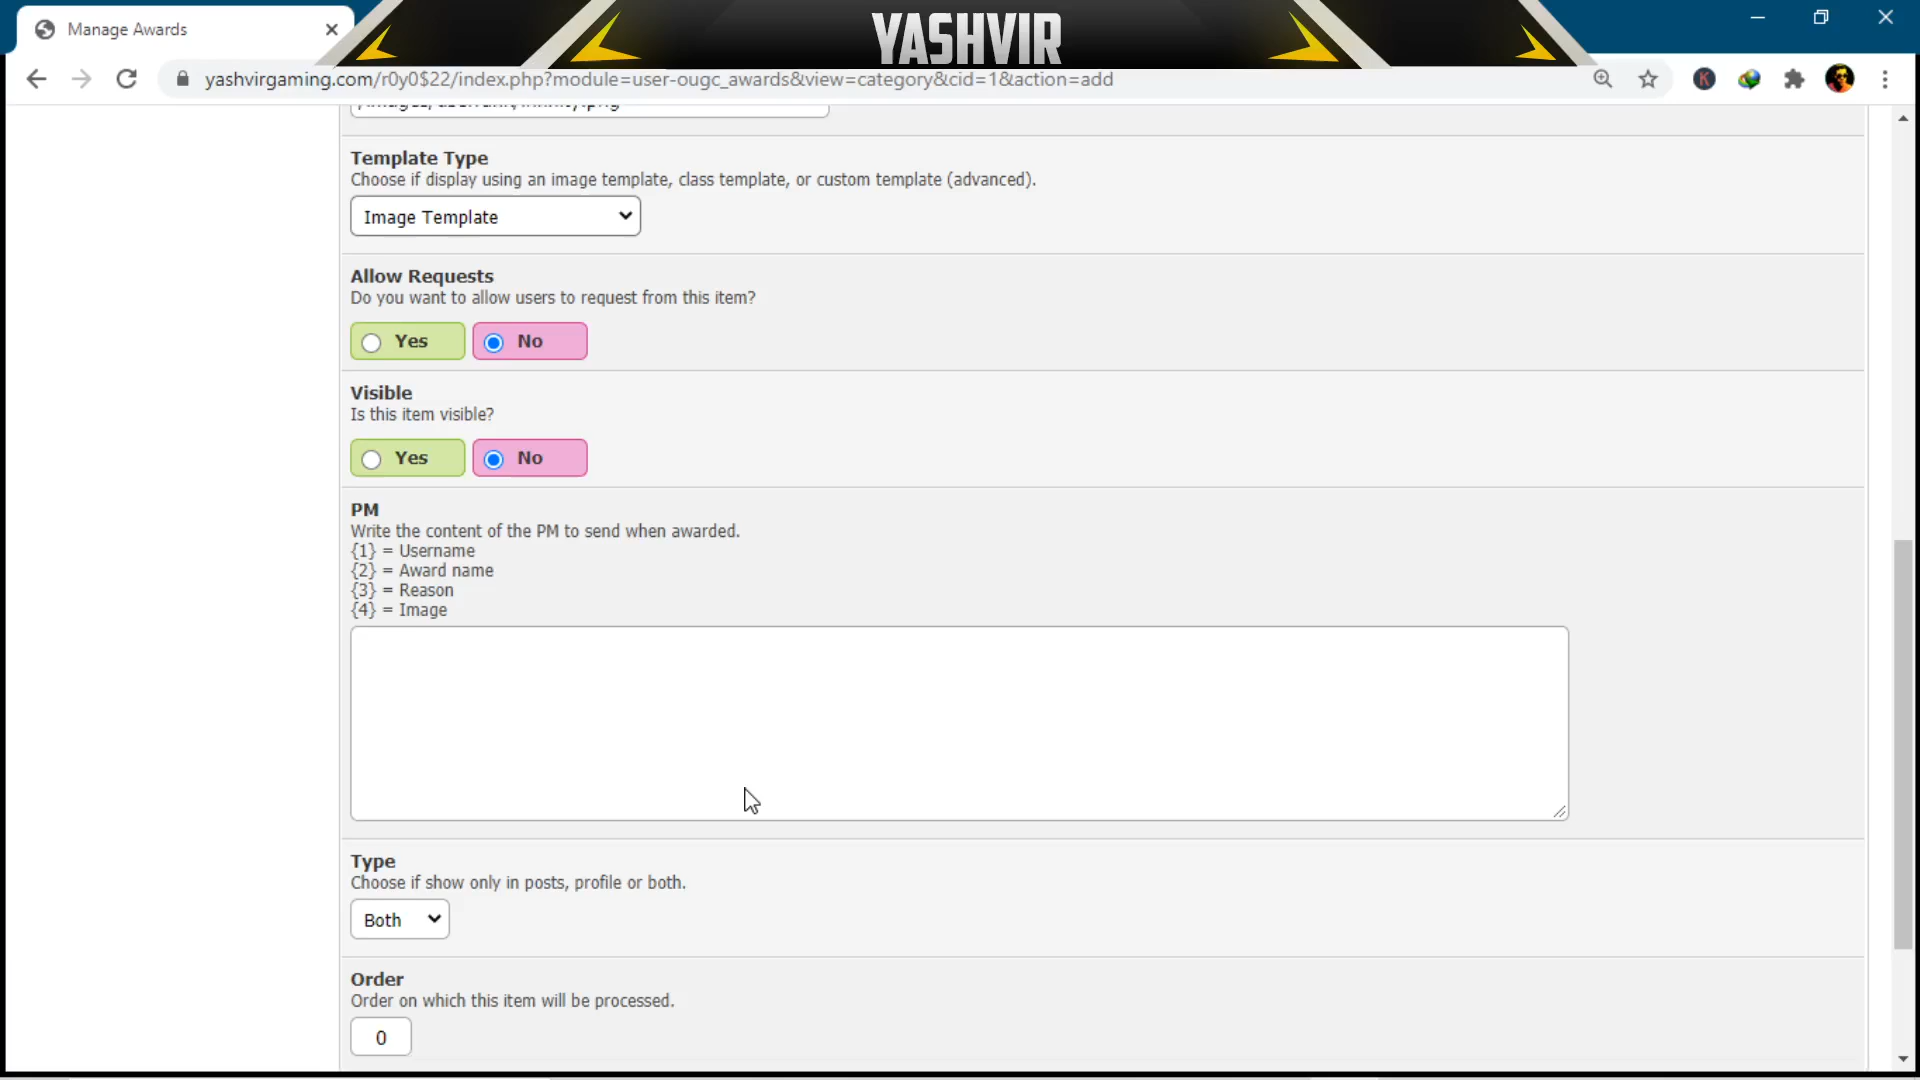 Manage Awards
YASHVIR
yashvirgaming.com/r0y0$22/index.php?module=user-ougc_awards&view=category&cid=1&action=add
K
Template Type
Choose if display using an image template, class template, or custom template (advanced).
Image Template
Allow Requests
Do you want to allow users to request from this item?
Yes
No
Visible
Is this item visible?
Yes
No
PM
Write the content of the PM to send when awarded.
{1} = Username
{2} = Award name
{3} = Reason
{4} = Image
Type
Choose if show only in posts, profile or both.
Both
Order
Order on which this item will be processed.
0